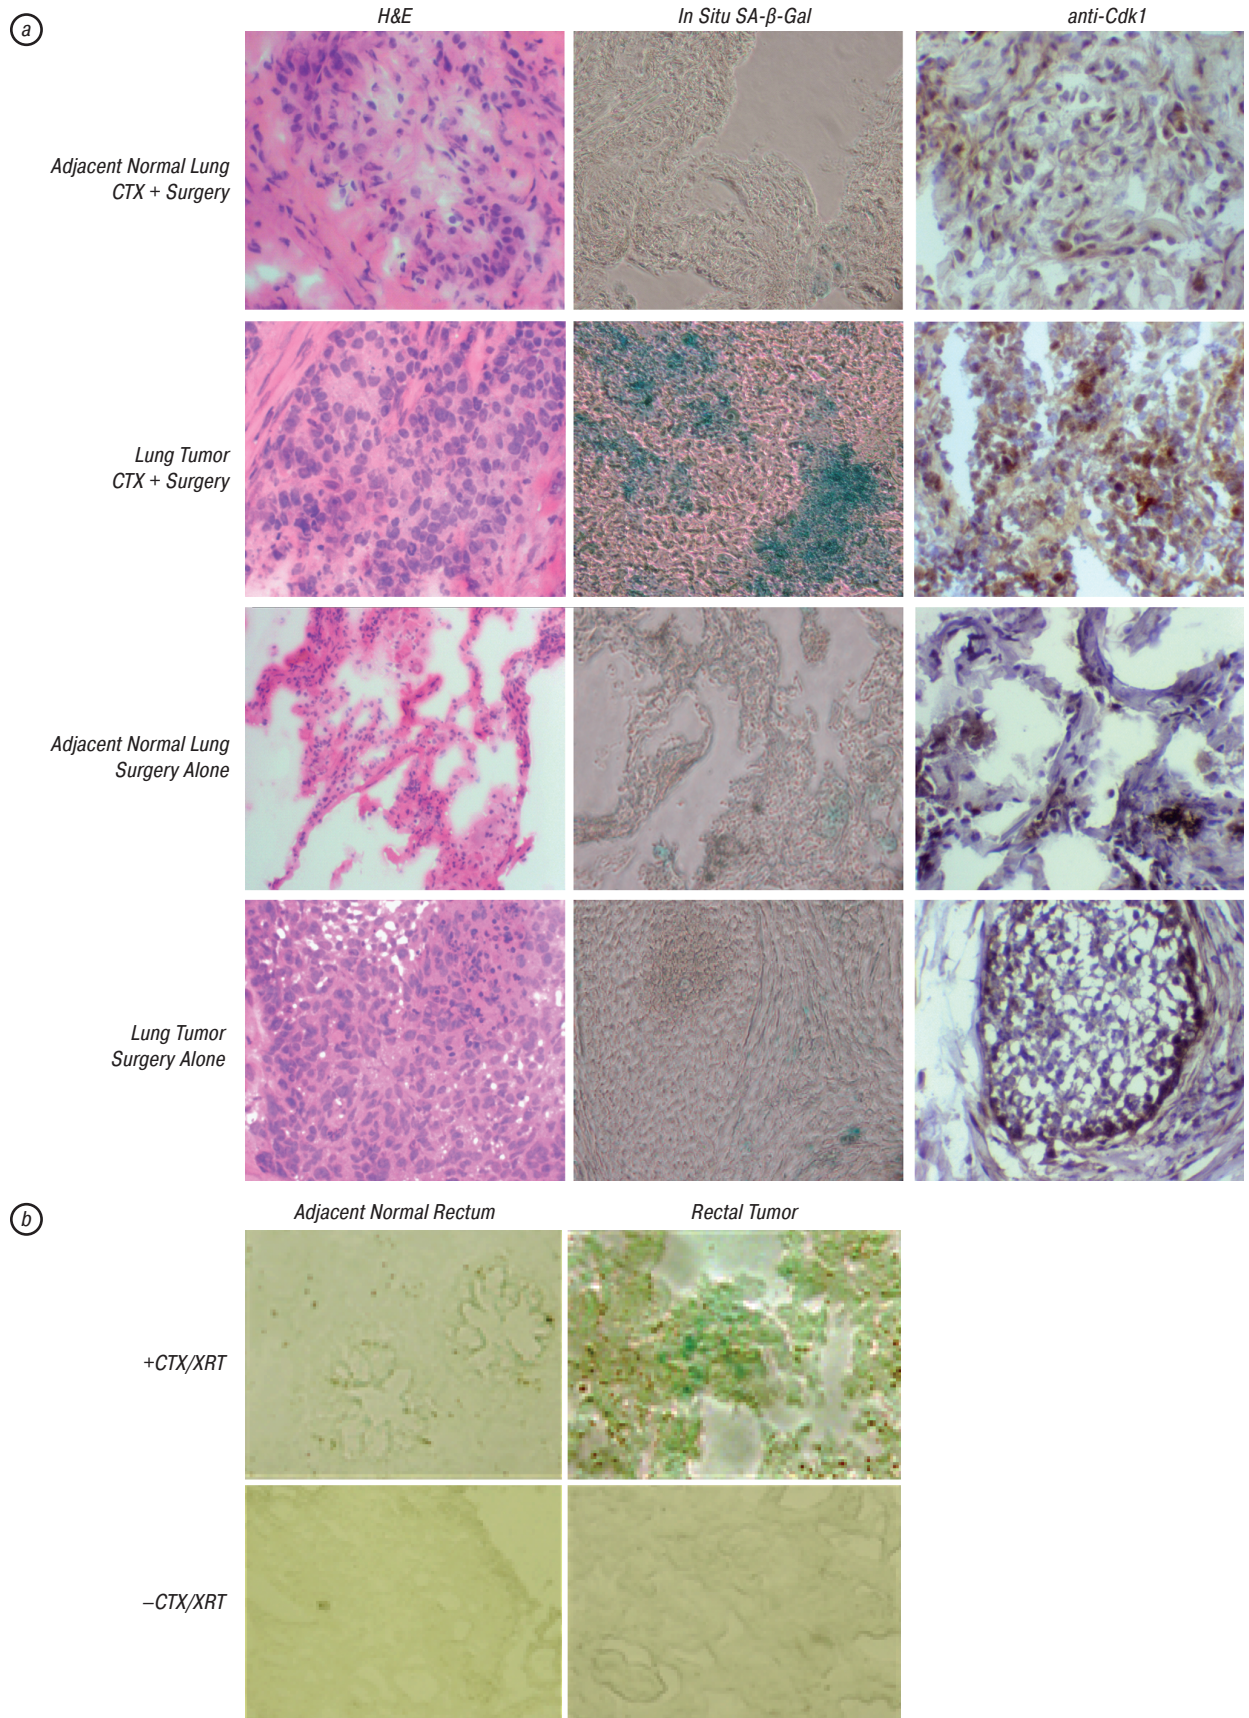 a
H&E
In Situ SA-β-Gal
anti-Cdk1
Adjacent Normal Lung
CTX + Surgery
Lung Tumor
CTX + Surgery
Adjacent Normal Lung
Surgery Alone
Lung Tumor
Surgery Alone
b
Adjacent Normal Rectum
Rectal Tumor
+CTX/XRT
–CTX/XRT